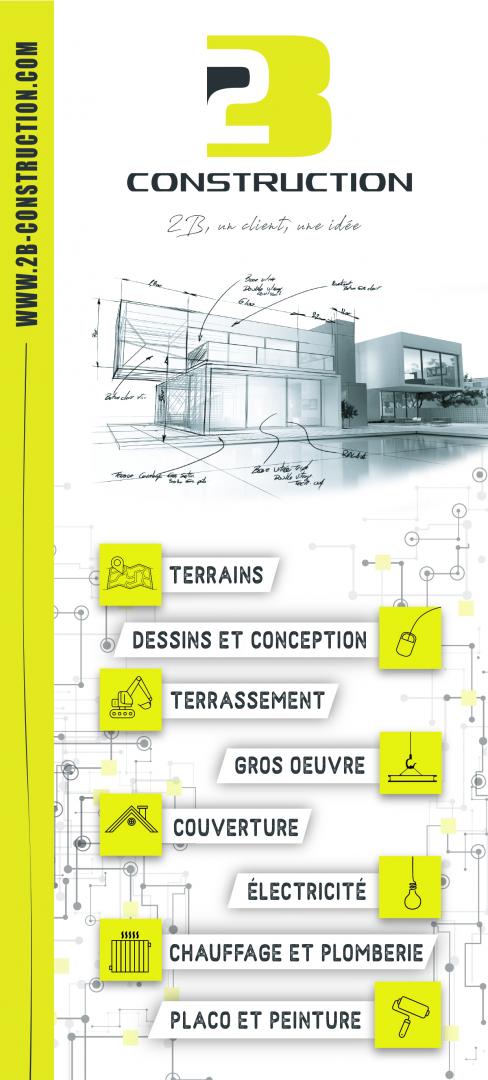 WWW.2B-CONSTRUCTION.COM
2B
CONSTRUCTION
2B, un client, une idée
TERRAINS
DESSINS ET CONCEPTION
TERRASSEMENT
GROS OEUVRE
COUVERTURE
ÉLECTRICITÉ
CHAUFFAGE ET PLOMBERIE
PLACO ET PEINTURE